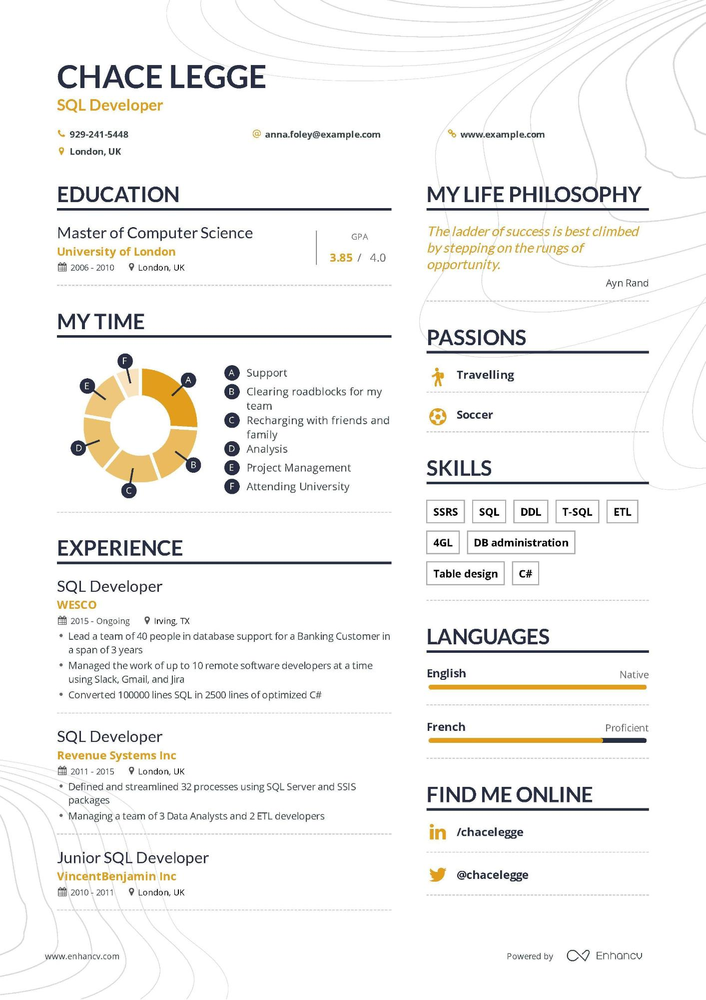 CHACE LEGGE
SQL Developer
929-241-5448
anna.foley@example.com
www.example.com
London, UK
EDUCATION
Master of Computer Science
University of London
2006 - 2010 London, UK
GPA
3.85 / 4.0
MY TIME
F
A
E
D
B
C
A Support
B Clearing roadblocks for my
team
C Recharging with friends and
family
D Analysis
E Project Management
F Attending University
EXPERIENCE
SQL Developer
WESCO
2015 - Ongoing Irving, TX
• Lead a team of 40 people in database support for a Banking Customer in
a span of 3 years
• Managed the work of up to 10 remote software developers at a time
using Slack, Gmail, and Jira
• Converted 100000 lines SQL in 2500 lines of optimized C#
SQL Developer
Revenue Systems Inc
2011 - 2015 London, UK
• Defined and streamlined 32 processes using SQL Server and SSIS
packages
• Managing a team of 3 Data Analysts and 2 ETL developers
Junior SQL Developer
VincentBenjamin Inc
2010 - 2011 London, UK
MY LIFE PHILOSOPHY
The ladder of success is best climbed
by stepping on the rungs of
opportunity.
Ayn Rand
PASSIONS
Travelling
Soccer
SKILLS
SSRS SQL DDL T-SQL ETL
4GL DB administration
Table design C#
LANGUAGES
English Native
French Proficient
FIND ME ONLINE
in /chacelegge
@chacelegge
www.enhancv.com
Powered by Enhancv